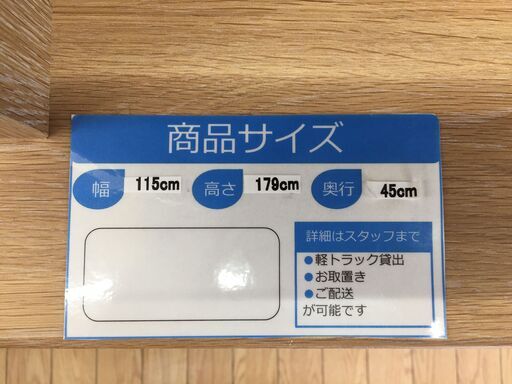 商品サイズ
幅 115cm 高さ 179cm 奥行 45cm
詳細はスタッフまで
●軽トラック貸出
●お取置き
●ご配送
が可能です